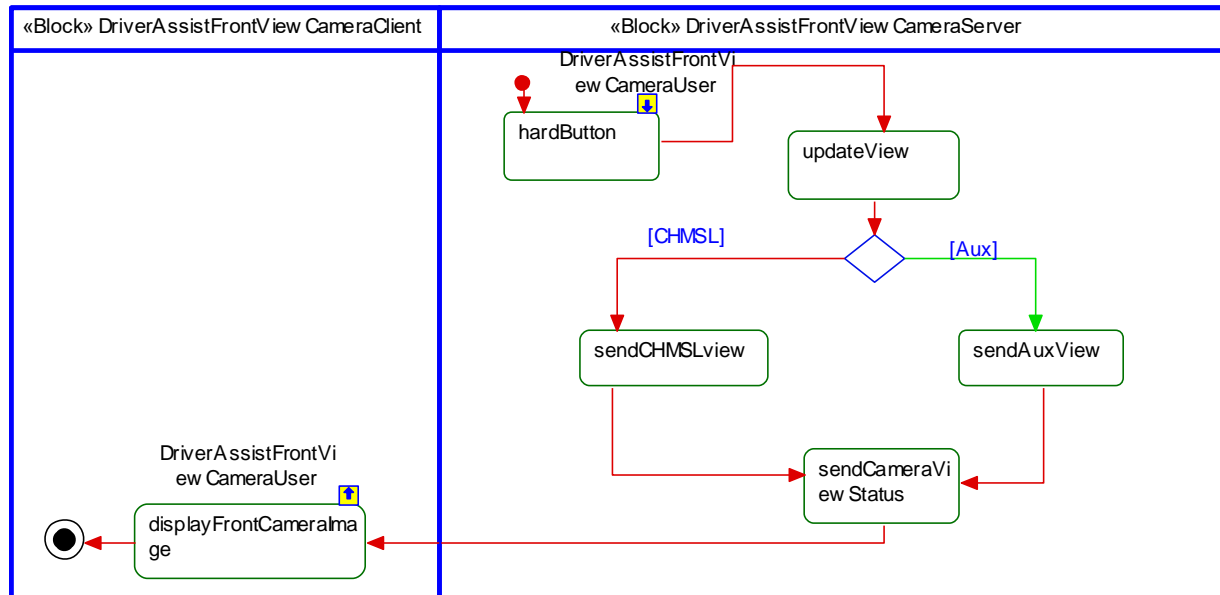 «Block» DriverAssistFrontView CameraClient
«Block» DriverAssistFrontView CameraServer
DriverAssistFrontVi
ew CameraUser
hardButton
updateView
[CHMSL]
[Aux]
sendCHMSLview
sendAuxView
DriverAssistFrontVi
ew CameraUser
sendCameraVi
ew Status
displayFrontCameraIma
ge